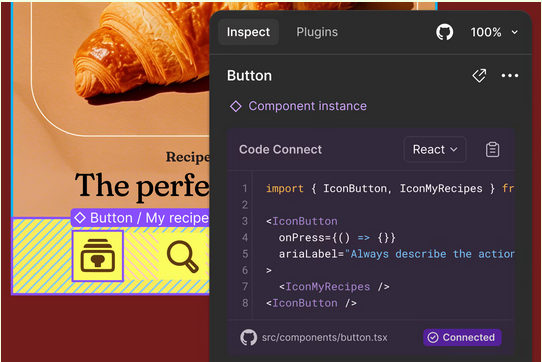 Inspect Plugins 100%
Button
Component instance
Recipe
The perfe
Button / My recipe
Code Connect React
1 import { IconButton, IconMyRecipes } fr
2
3 <IconButton
4 onPress={() => {}}
5 ariaLabel="Always describe the action
6 >
7 <IconMyRecipes />
8 <IconButton />
src/components/button.tsx Connected